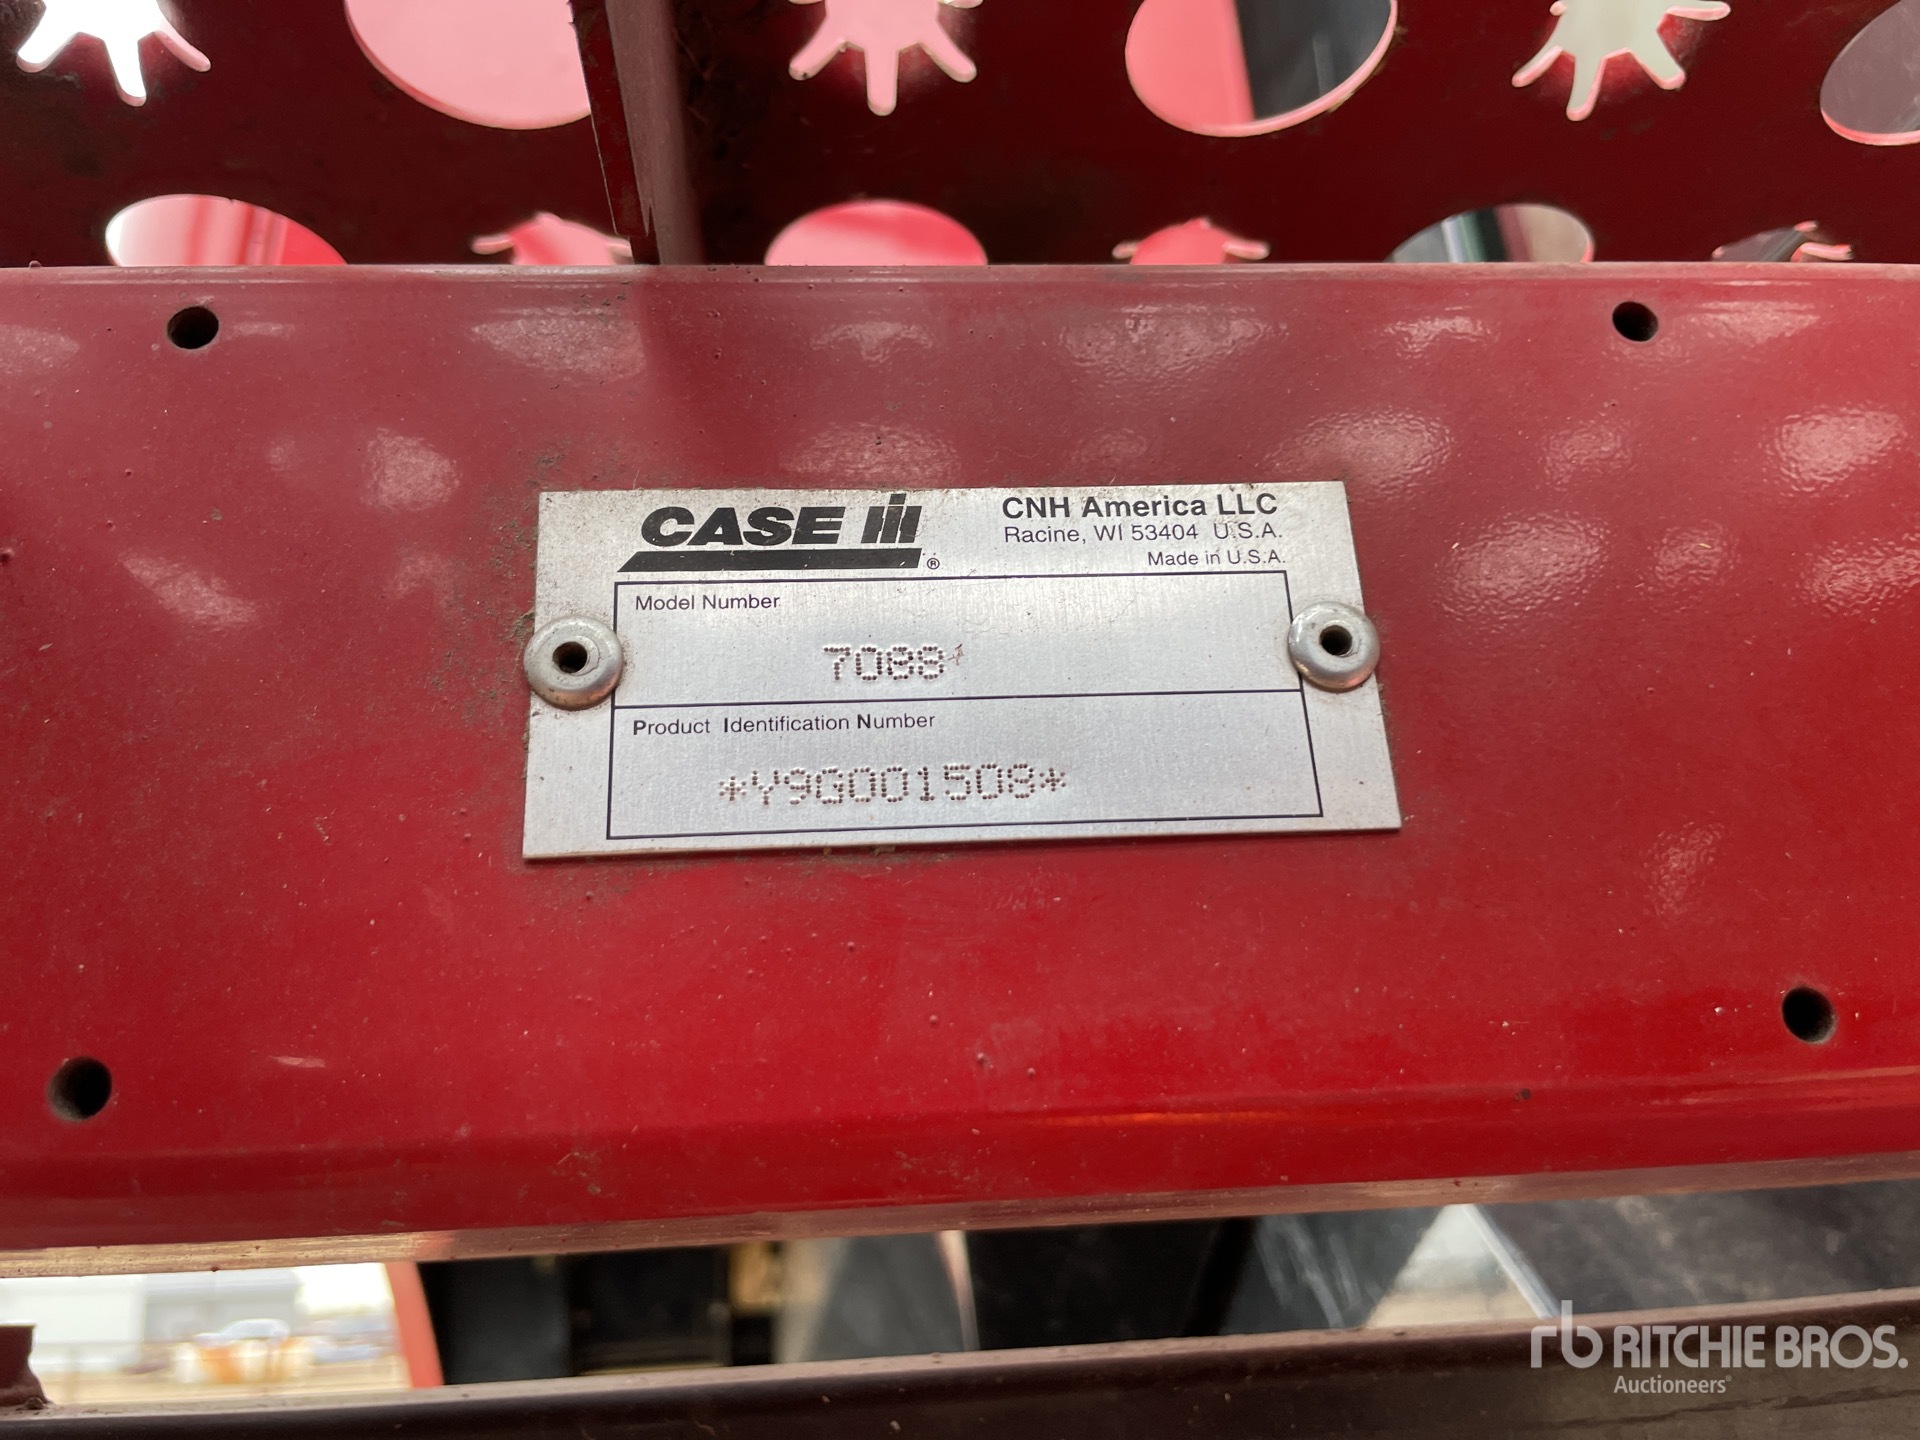 CASE IH ®
CNH America LLC
Racine, WI 53404 U.S.A.
Made in U.S.A.
Model Number
7088
Product Identification Number
*Y9G001508*
rb RITCHIE BROS.
Auctioneers